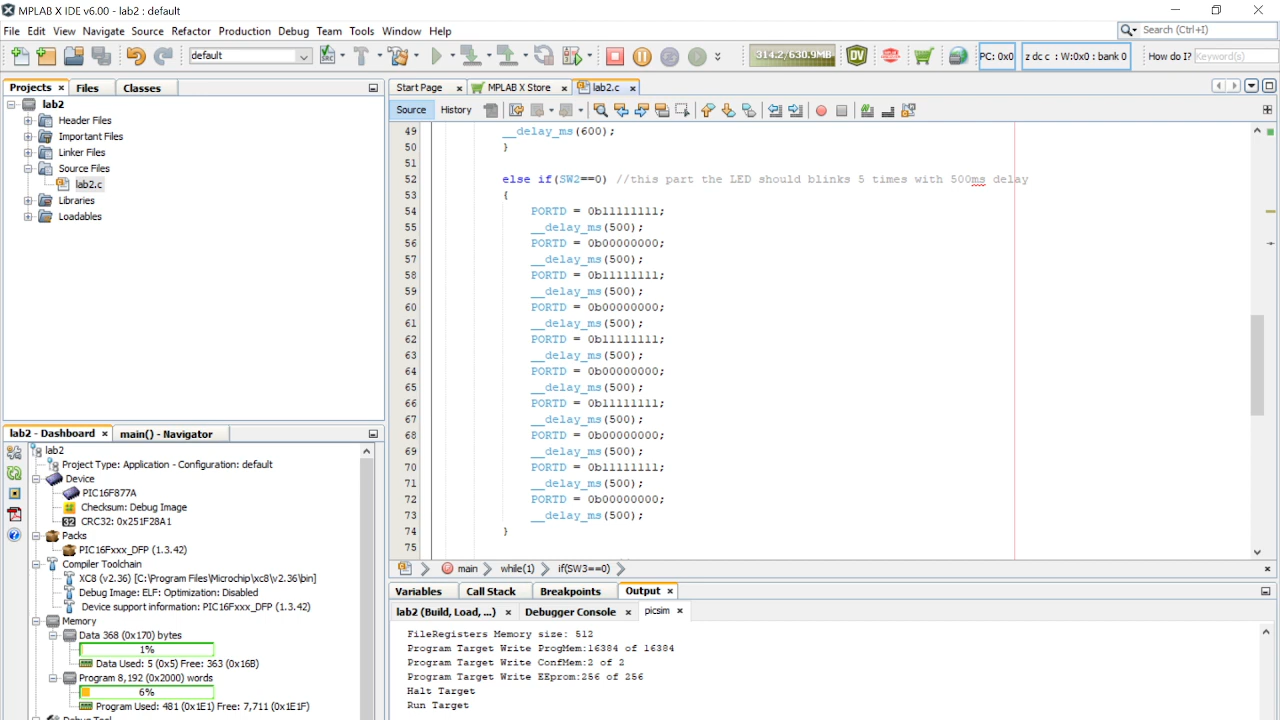 MPLAB X IDE v6.00 - lab2 : default
File Edit View Navigate Source Refactor Production Debug Team Tools Window Help
Search (Ctrl+I)
default
314.2/630.9MB
PC: 0x0
z dc c : W:0x0 : bank 0
How do I? Keyword(s)
Projects
Files
Classes
lab2
Header Files
Important Files
Linker Files
Source Files
lab2.c
Libraries
Loadables
Start Page
MPLAB X Store
lab2.c
Source
History
49 __delay_ms(600);
50 }
51
52 else if(SW2==0) //this part the LED should blinks 5 times with 500ms delay
53 {
54 PORTD = 0b11111111;
55 __delay_ms(500);
56 PORTD = 0b00000000;
57 __delay_ms(500);
58 PORTD = 0b11111111;
59 __delay_ms(500);
60 PORTD = 0b00000000;
61 __delay_ms(500);
62 PORTD = 0b11111111;
63 __delay_ms(500);
64 PORTD = 0b00000000;
65 __delay_ms(500);
66 PORTD = 0b11111111;
67 __delay_ms(500);
68 PORTD = 0b00000000;
69 __delay_ms(500);
70 PORTD = 0b11111111;
71 __delay_ms(500);
72 PORTD = 0b00000000;
73 __delay_ms(500);
74 }
75
main
while(1)
if(SW3==0)
lab2 - Dashboard
main() - Navigator
lab2
Project Type: Application - Configuration: default
Device
PIC16F877A
Checksum: Debug Image
32 CRC32: 0x251F28A1
Packs
PIC16Fxxx_DFP (1.3.42)
Compiler Toolchain
XC8 (v2.36) [C:\Program Files\Microchip\xc8\v2.36\bin]
Debug Image: ELF: Optimization: Disabled
Device support information: PIC16Fxxx_DFP (1.3.42)
Memory
Data 368 (0x170) bytes
1%
Data Used: 5 (0x5) Free: 363 (0x16B)
Program 8,192 (0x2000) words
6%
Program Used: 481 (0x1E1) Free: 7,711 (0x1E1F)
Variables
Call Stack
Breakpoints
Output
lab2 (Build, Load, ...)
Debugger Console
picsim
FileRegisters Memory size: 512
Program Target Write ProgMem:16384 of 16384
Program Target Write ConfMem:2 of 2
Program Target Write EEprom:256 of 256
Halt Target
Run Target